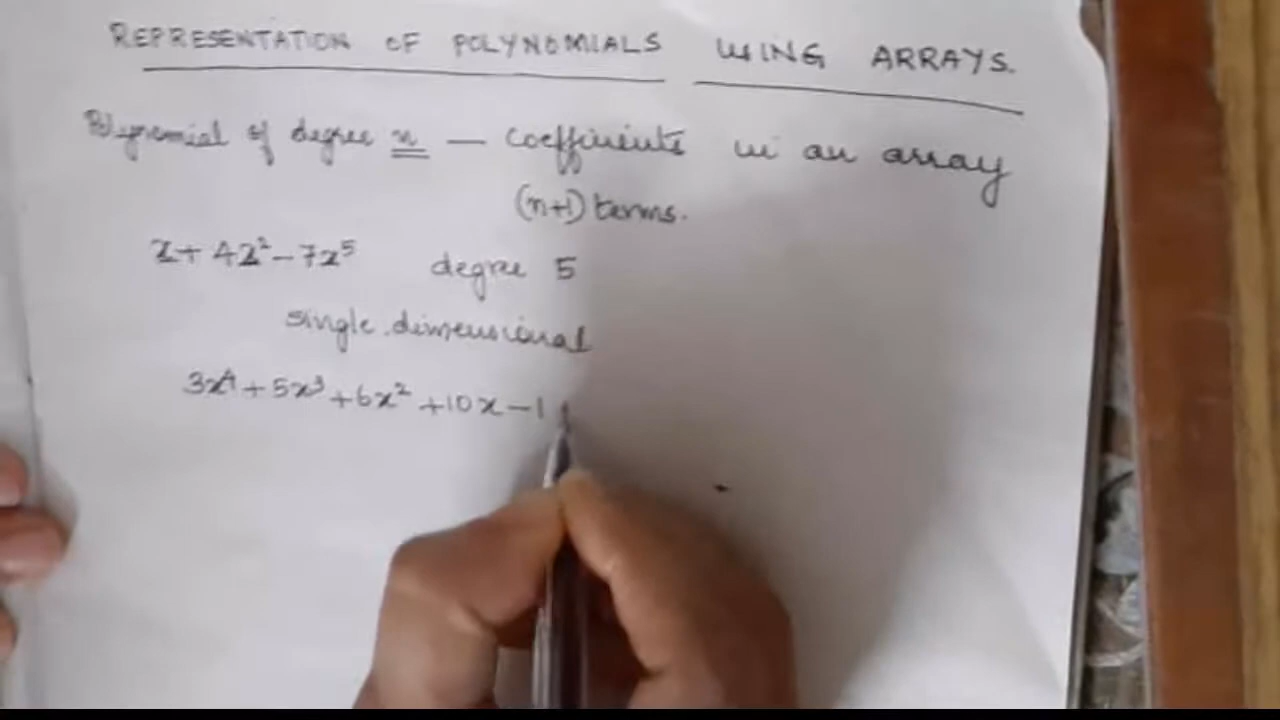 REPRESENTATION OF POLYNOMIALS USING ARRAYS.
Polynomial of degree n — coefficients in an array
(n+1) terms.
x + 4x² - 7x⁵ degree 5
single dimensional
3x⁴ + 5x³ + 6x² + 10x - 1